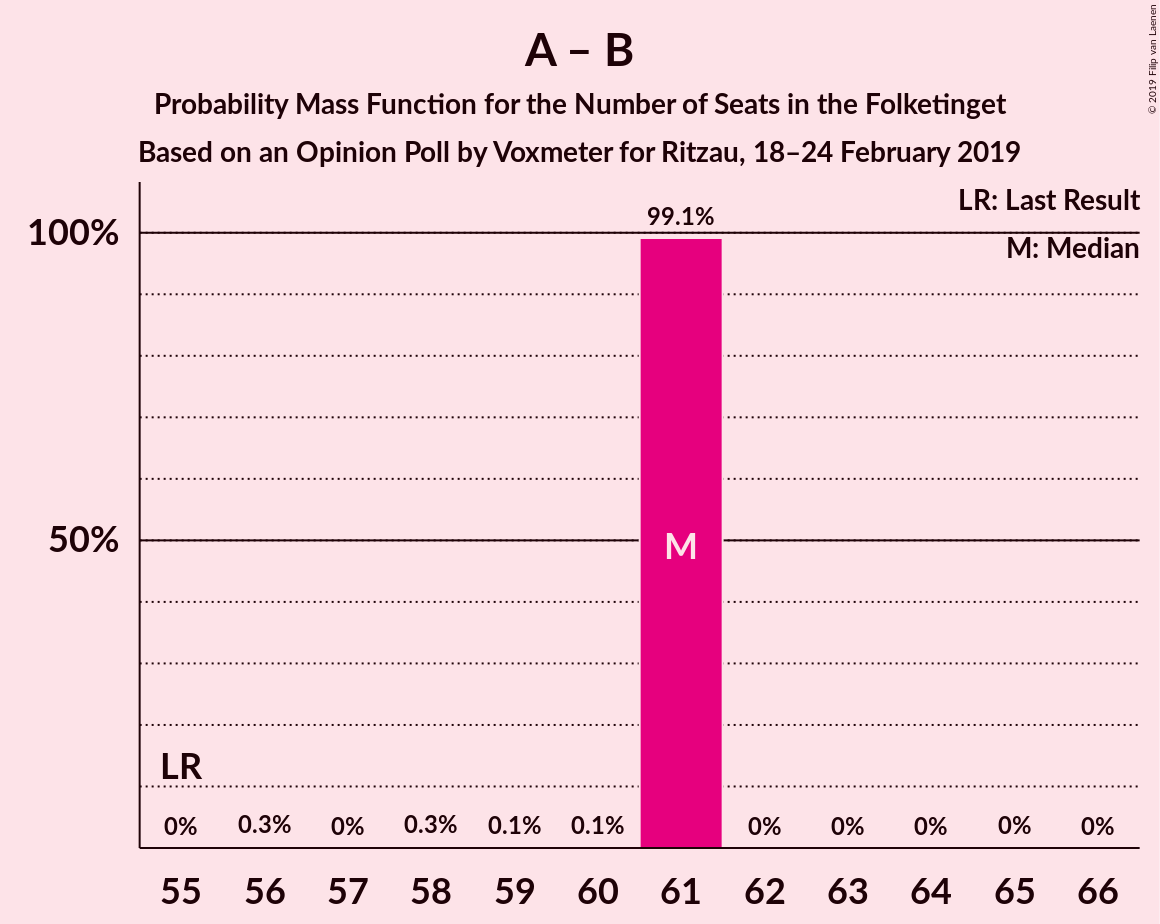 A – B
Probability Mass Function for the Number of Seats in the Folketinget
Based on an Opinion Poll by Voxmeter for Ritzau, 18–24 February 2019
© 2019 Filip van Laenen
LR: Last Result
M: Median
99.1%
100%
50%
M
LR
0% 0.3% 0% 0.3% 0.1% 0.1% 0% 0% 0% 0% 0%
55 56 57 58 59 60 61 62 63 64 65 66